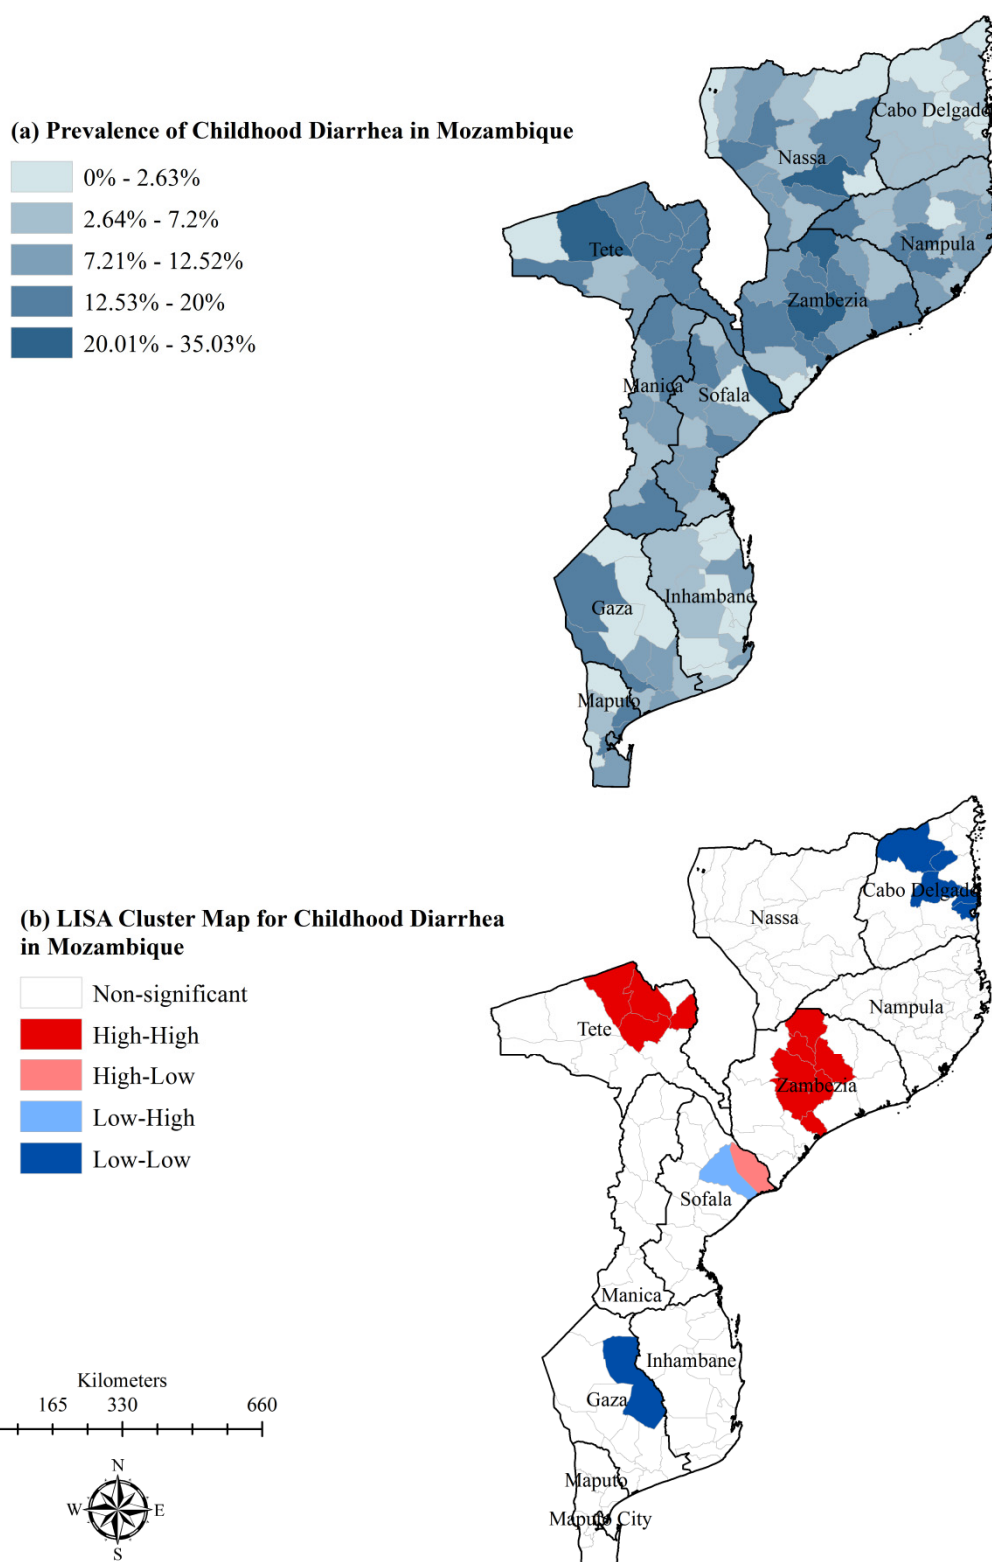 (a) Prevalence of Childhood Diarrhea in Mozambique
0% - 2.63%
2.64% - 7.2%
7.21% - 12.52%
12.53% - 20%
20.01% - 35.03%
Cabo Delgado
Nassa
Nampula
Tete
Zambezia
Manica
Sofala
Inhambane
Gaza
Maputo
(b) LISA Cluster Map for Childhood Diarrhea
in Mozambique
Non-significant
High-High
High-Low
Low-High
Low-Low
Cabo Delgado
Nassa
Nampula
Tete
Zambezia
Sofala
Manica
Inhambane
Gaza
Maputo
Maputo City
Kilometers
165 330 660
N
W E
S